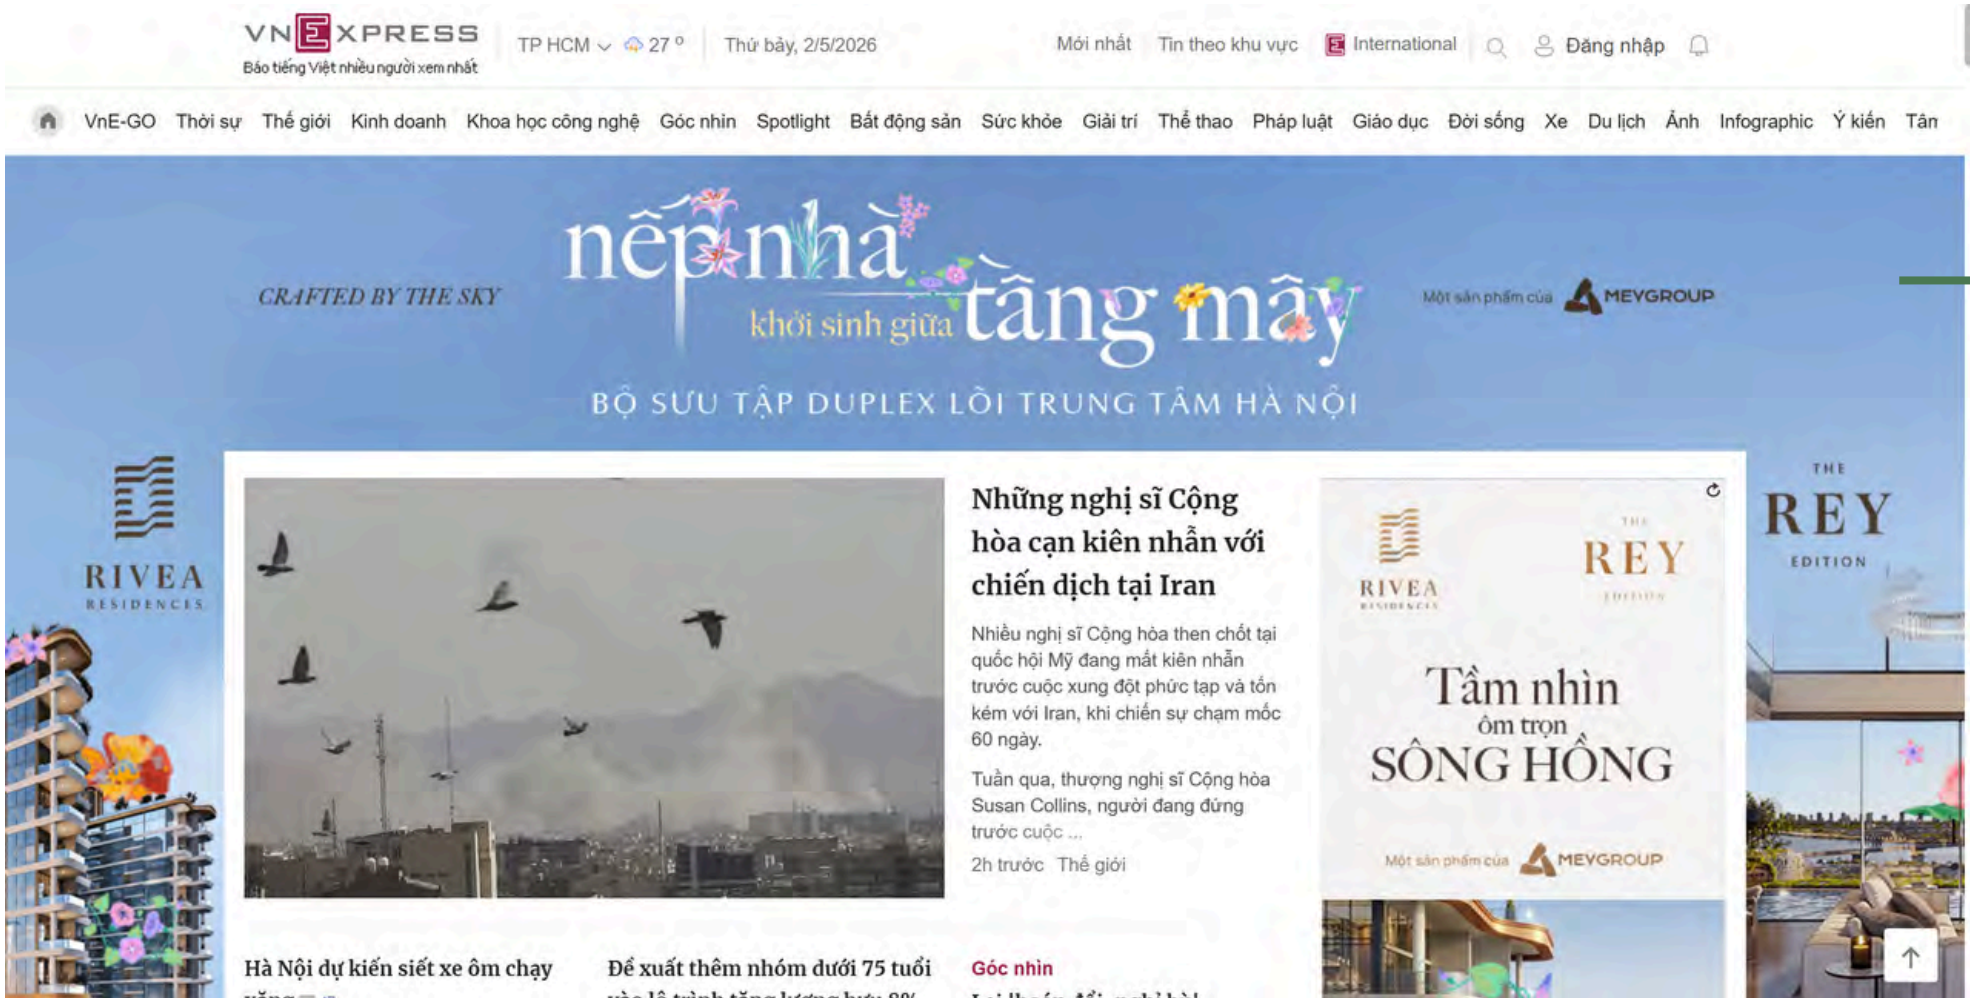 VNEXPRESS
Báo tiếng Việt nhiều người xem nhất
TP HCM 27°
Thứ bảy, 2/5/2026
Mới nhất
Tin theo khu vực
E International
Đăng nhập
VnE-GO Thời sự Thế giới Kinh doanh Khoa học công nghệ Góc nhìn Spotlight Bất động sản Sức khỏe Giải trí Thể thao Pháp luật Giáo dục Đời sống Xe Du lịch Ảnh Infographic Ý kiến Tâm
CRAFTED BY THE SKY
nếp nhà
khởi sinh giữa tầng mây
BỘ SƯU TẬP DUPLEX LÕI TRUNG TÂM HÀ NỘI
Một sản phẩm của MEYGROUP
RIVEA
RESIDENCES
Những nghị sĩ Cộng
hòa cạn kiên nhẫn với
chiến dịch tại Iran
Nhiều nghị sĩ Cộng hòa then chốt tại
quốc hội Mỹ đang mất kiên nhẫn
trước cuộc xung đột phức tạp và tốn
kém với Iran, khi chiến sự chạm mốc
60 ngày.
Tuần qua, thượng nghị sĩ Cộng hòa
Susan Collins, người đang đứng
trước cuộc ...
2h trước Thế giới
RIVEA
RESIDENCES
THE
REY
EDITION
Tầm nhìn
ôm trọn
SÔNG HỒNG
Một sản phẩm của MEYGROUP
THE
REY
EDITION
Hà Nội dự kiến siết xe ôm chạy
Đề xuất thêm nhóm dưới 75 tuổi
Góc nhìn